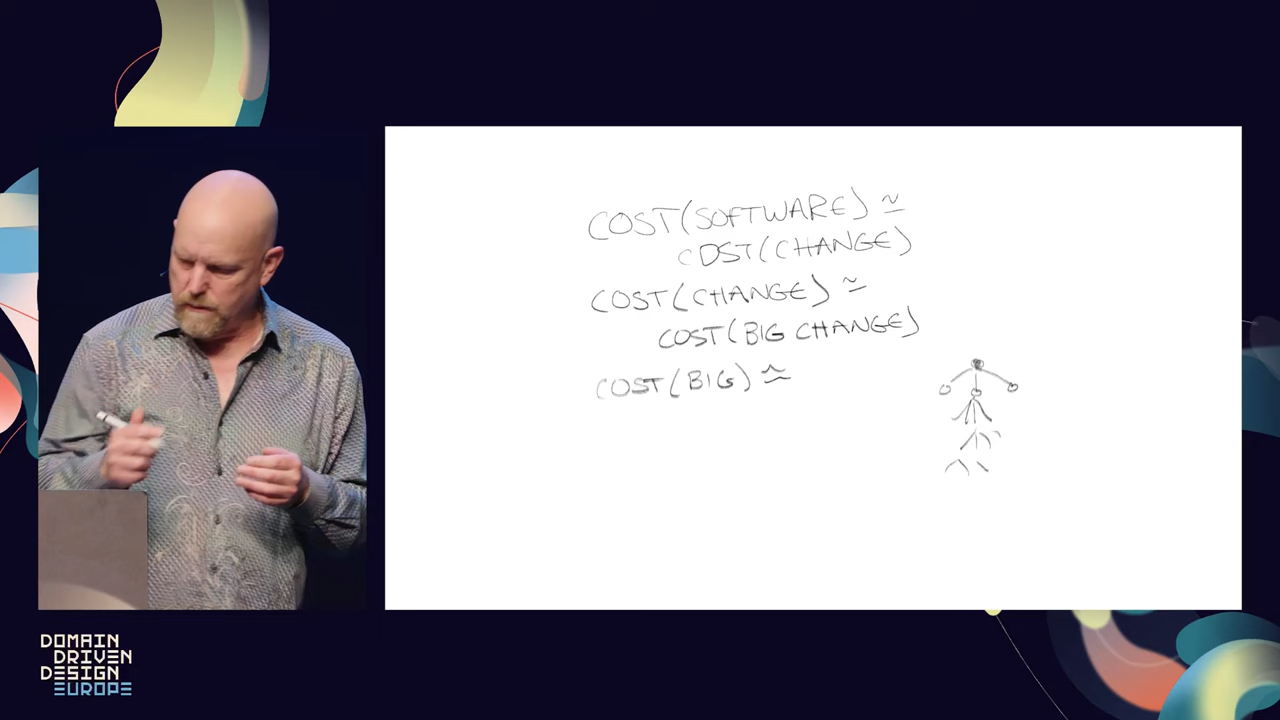 COST(SOFTWARE) ≃
COST(CHANGE)
COST(CHANGE) ≃
COST(BIG CHANGE)
COST(BIG) ≃
DOMAIN
DRIVEN
DESIGN
EUROPE